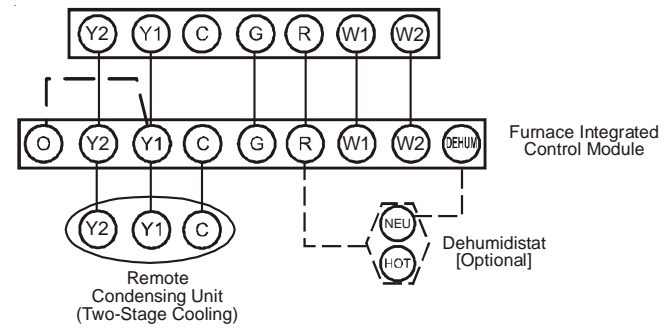 Y2 Y1 C G R W1 W2
O Y2 Y1 C G R W1 W2 DEHUM
Furnace Integrated
Control Module
Y2 Y1 C
NEU
HOT
Dehumidistat
[Optional]
Remote
Condensing Unit
(Two-Stage Cooling)